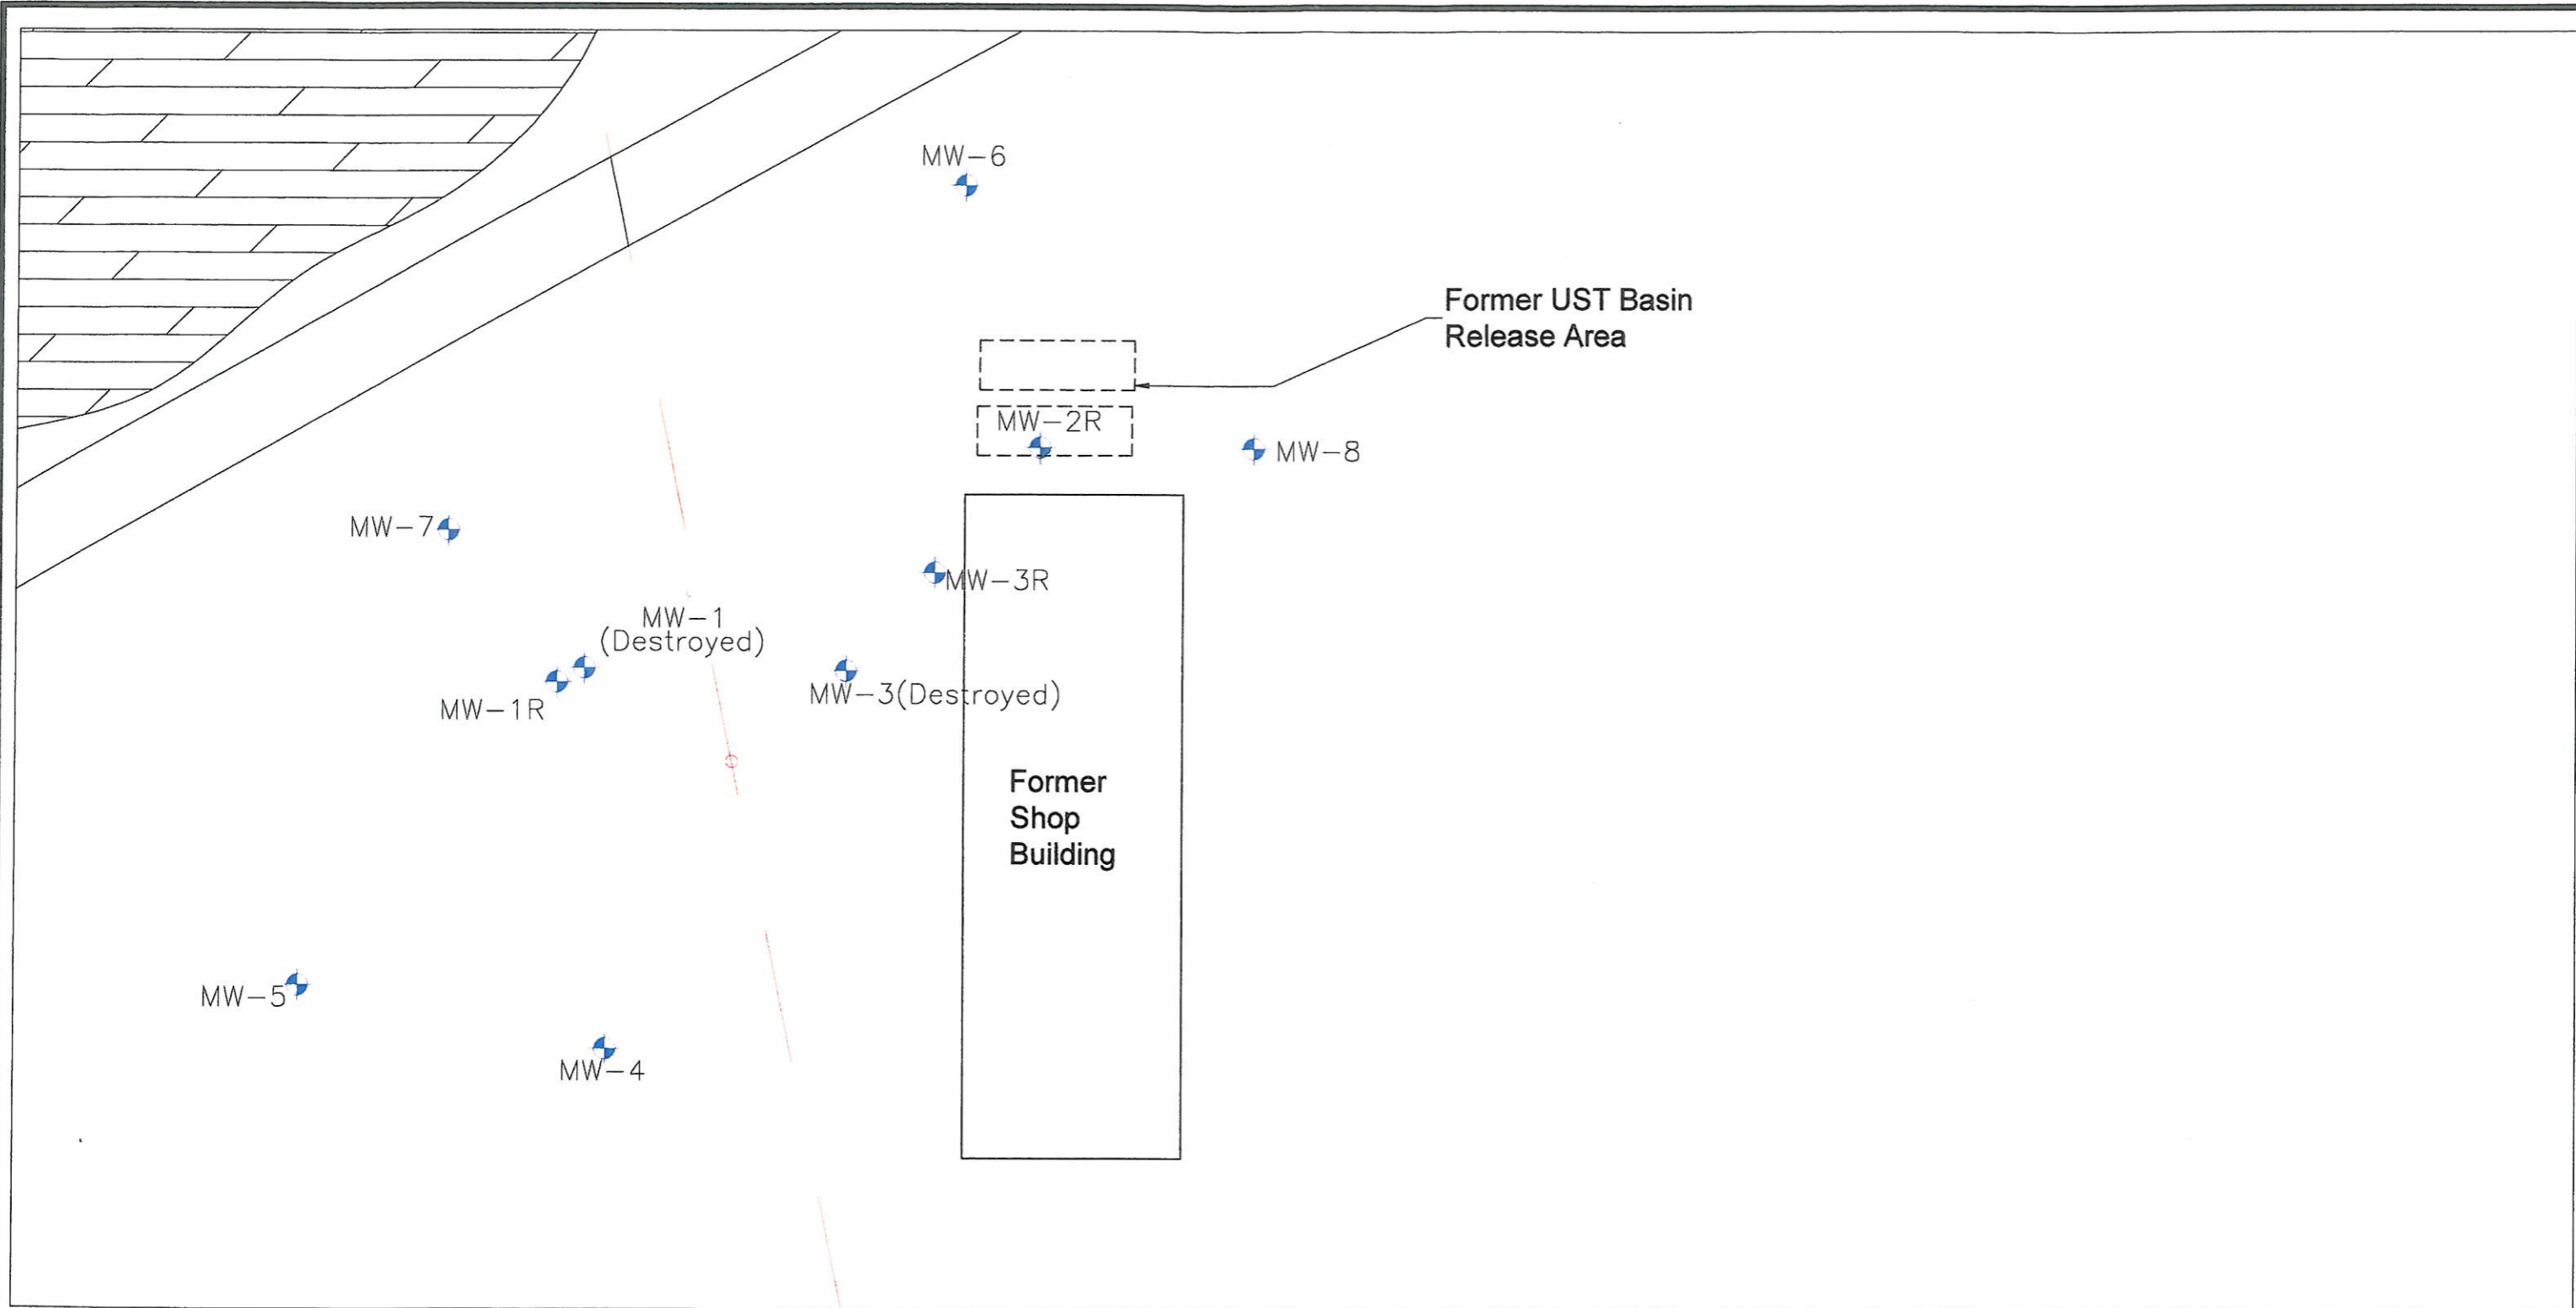 MW-6
Former UST Basin
Release Area
MW-2R
MW-8
MW-7
MW-3R
MW-1
(Destroyed)
MW-3(Destroyed)
MW-1R
Former
Shop
Building
MW-5
MW-4